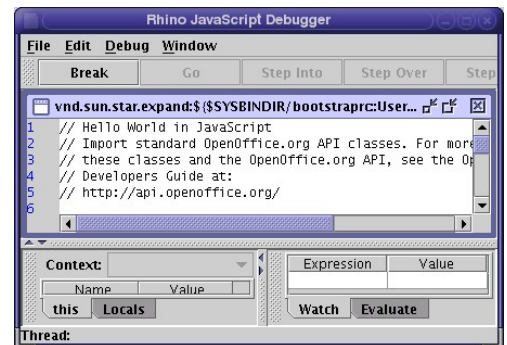 Rhino JavaScript Debugger
File Edit Debug Window
Break Go Step Into Step Over Step
vnd.sun.star.expand:${$SYSBINDIR/bootstraprc::User...
1 // Hello World in JavaScript
2 // Import standard OpenOffice.org API classes. For more
3 // these classes and the OpenOffice.org API, see the Op
4 // Developers Guide at:
5 // http://api.openoffice.org/
6
Context:
Name Value
this Locals
Expression Value
Watch Evaluate
Thread: